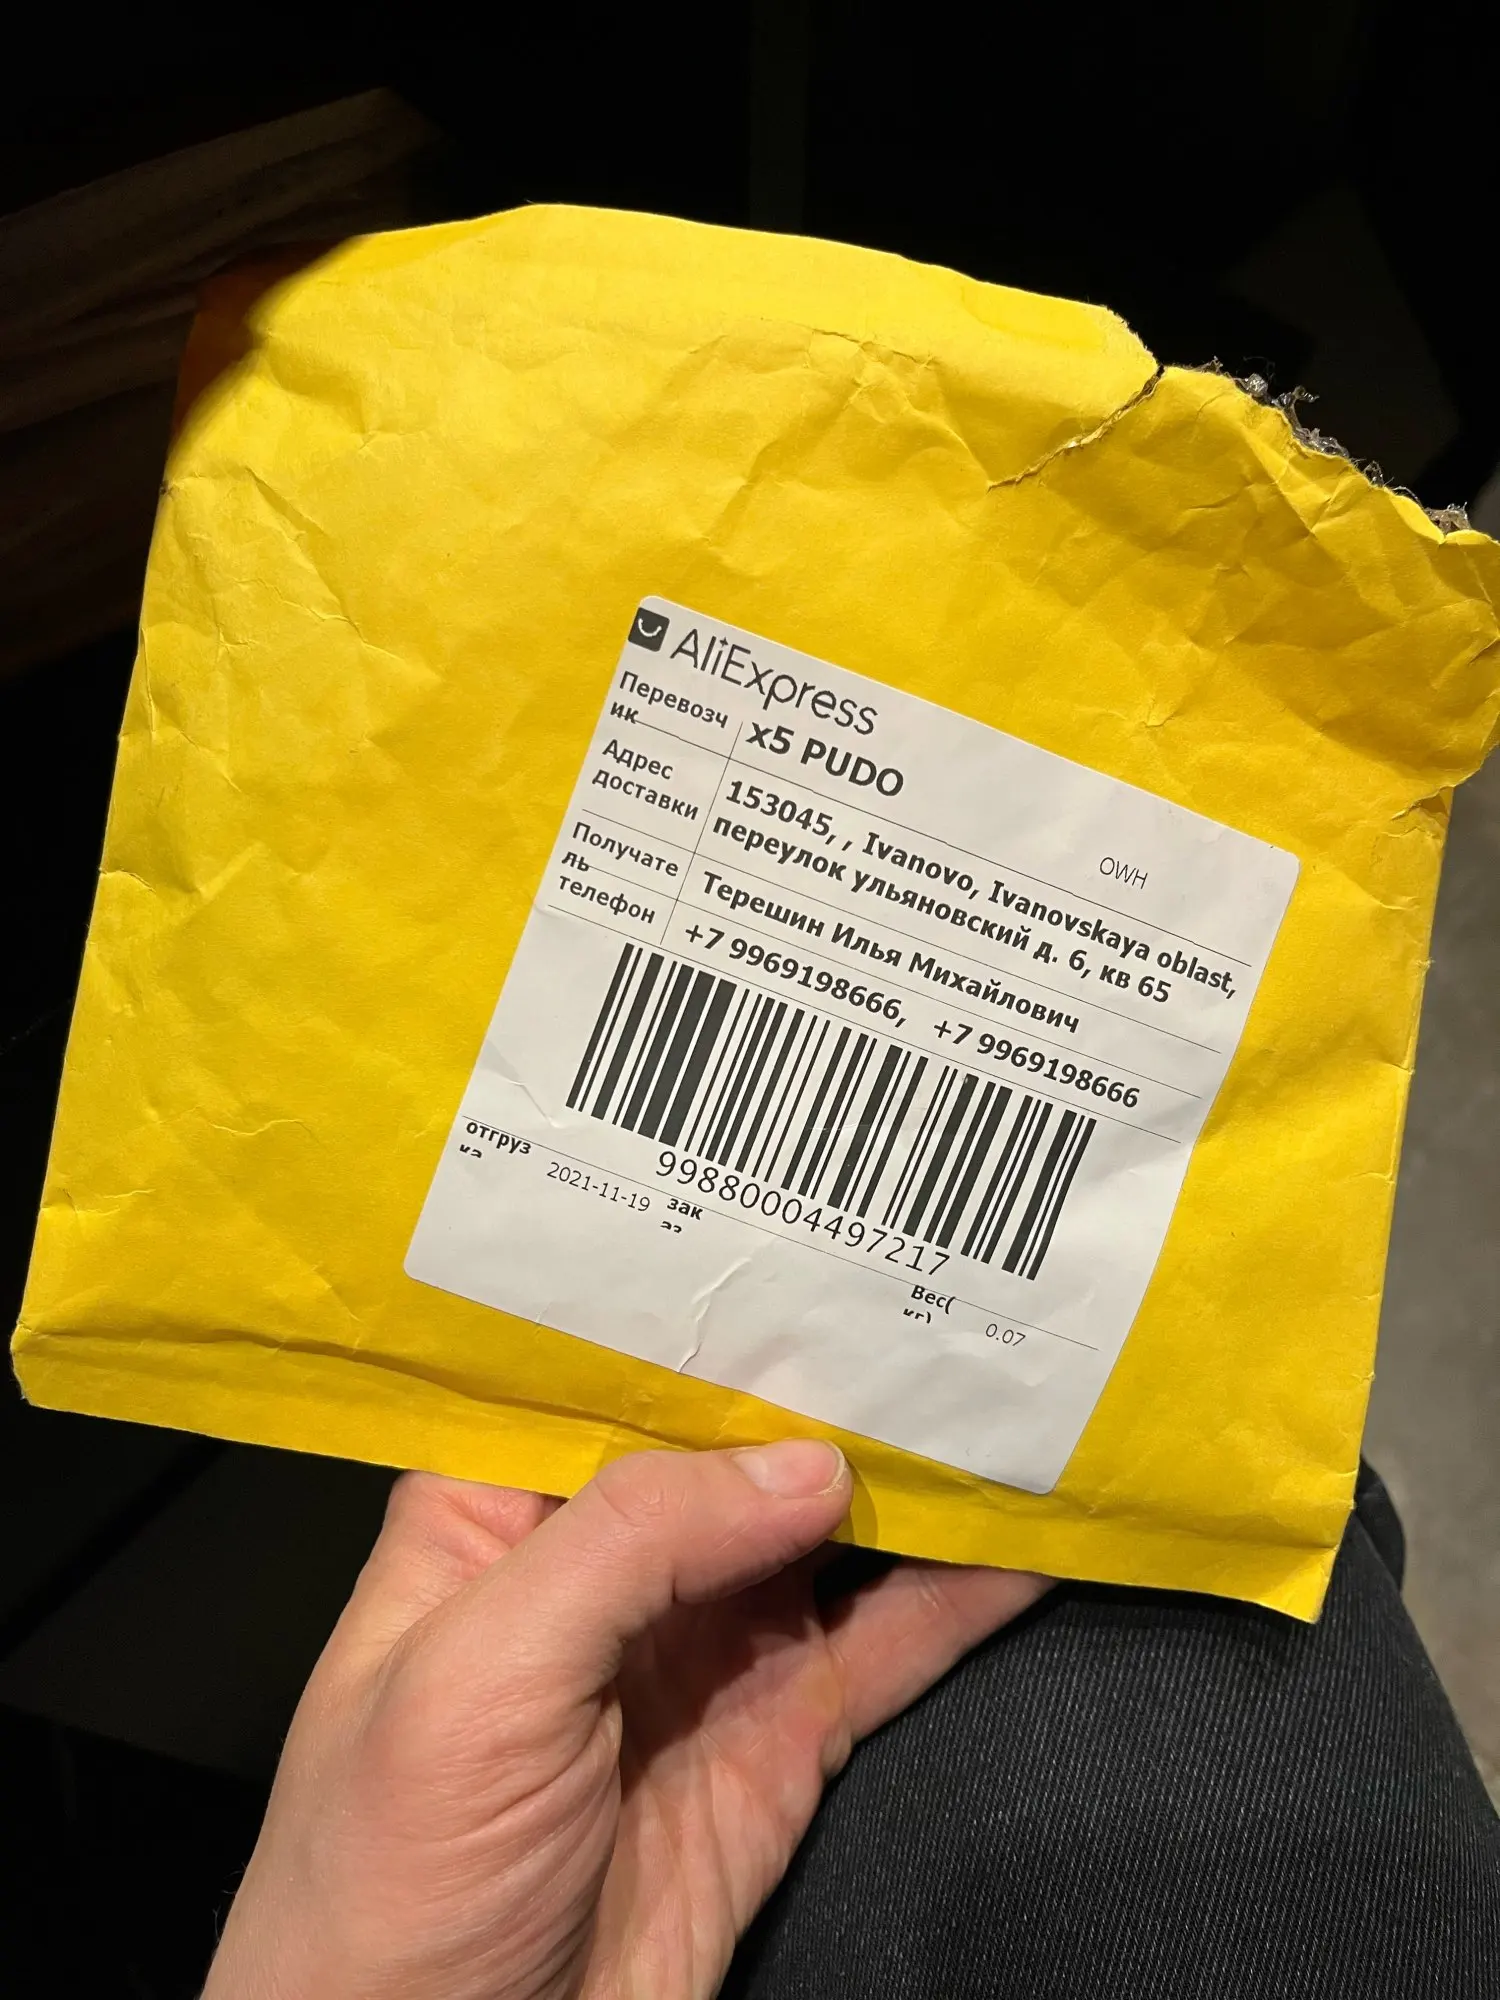 AliExpress
Перевозч
ик
x5 PUDO
Адрес
доставки
153045, , Ivanovo, Ivanovskaya oblast,
переулок ульяновский д. 6, кв 65
OWH
Получате
ль
Терешин Илья Михайлович
телефон
+7 9969198666, +7 9969198666
99880004497217
отгруз
2021-11-19
зак
Вес(
0.07